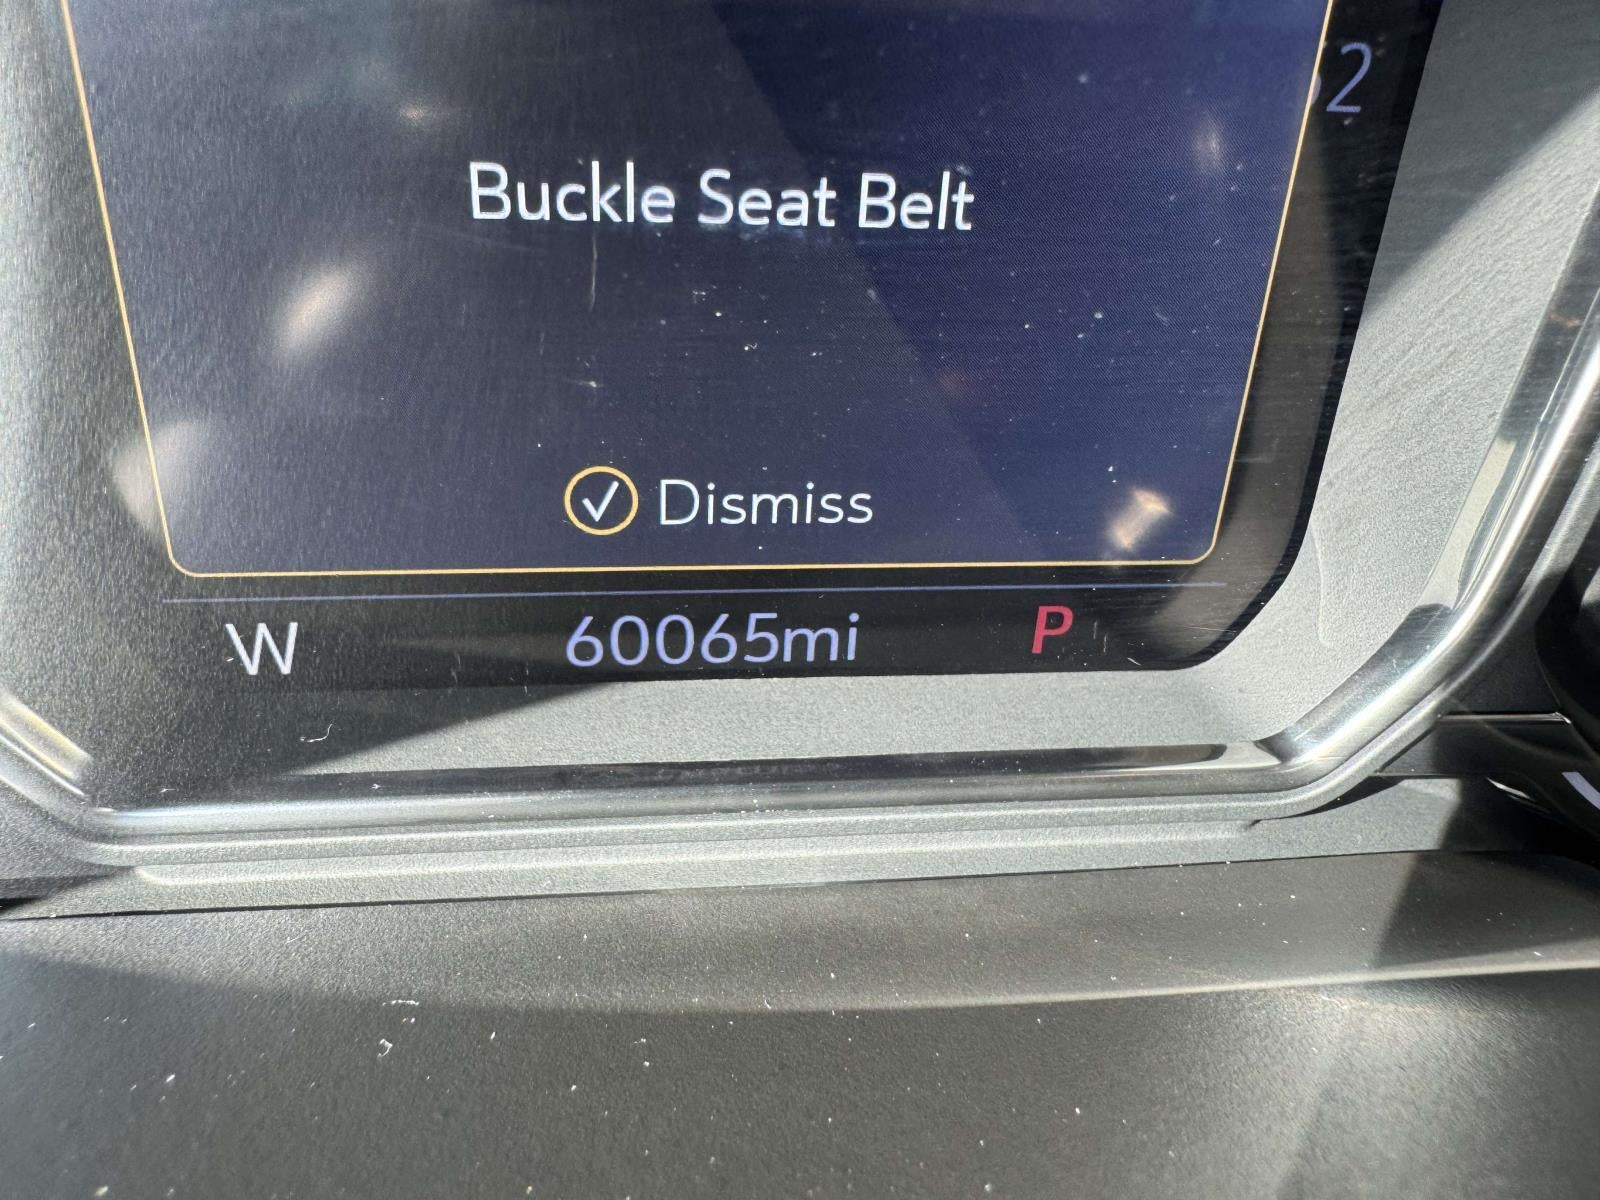 Buckle Seat Belt
Dismiss
W 60065mi P